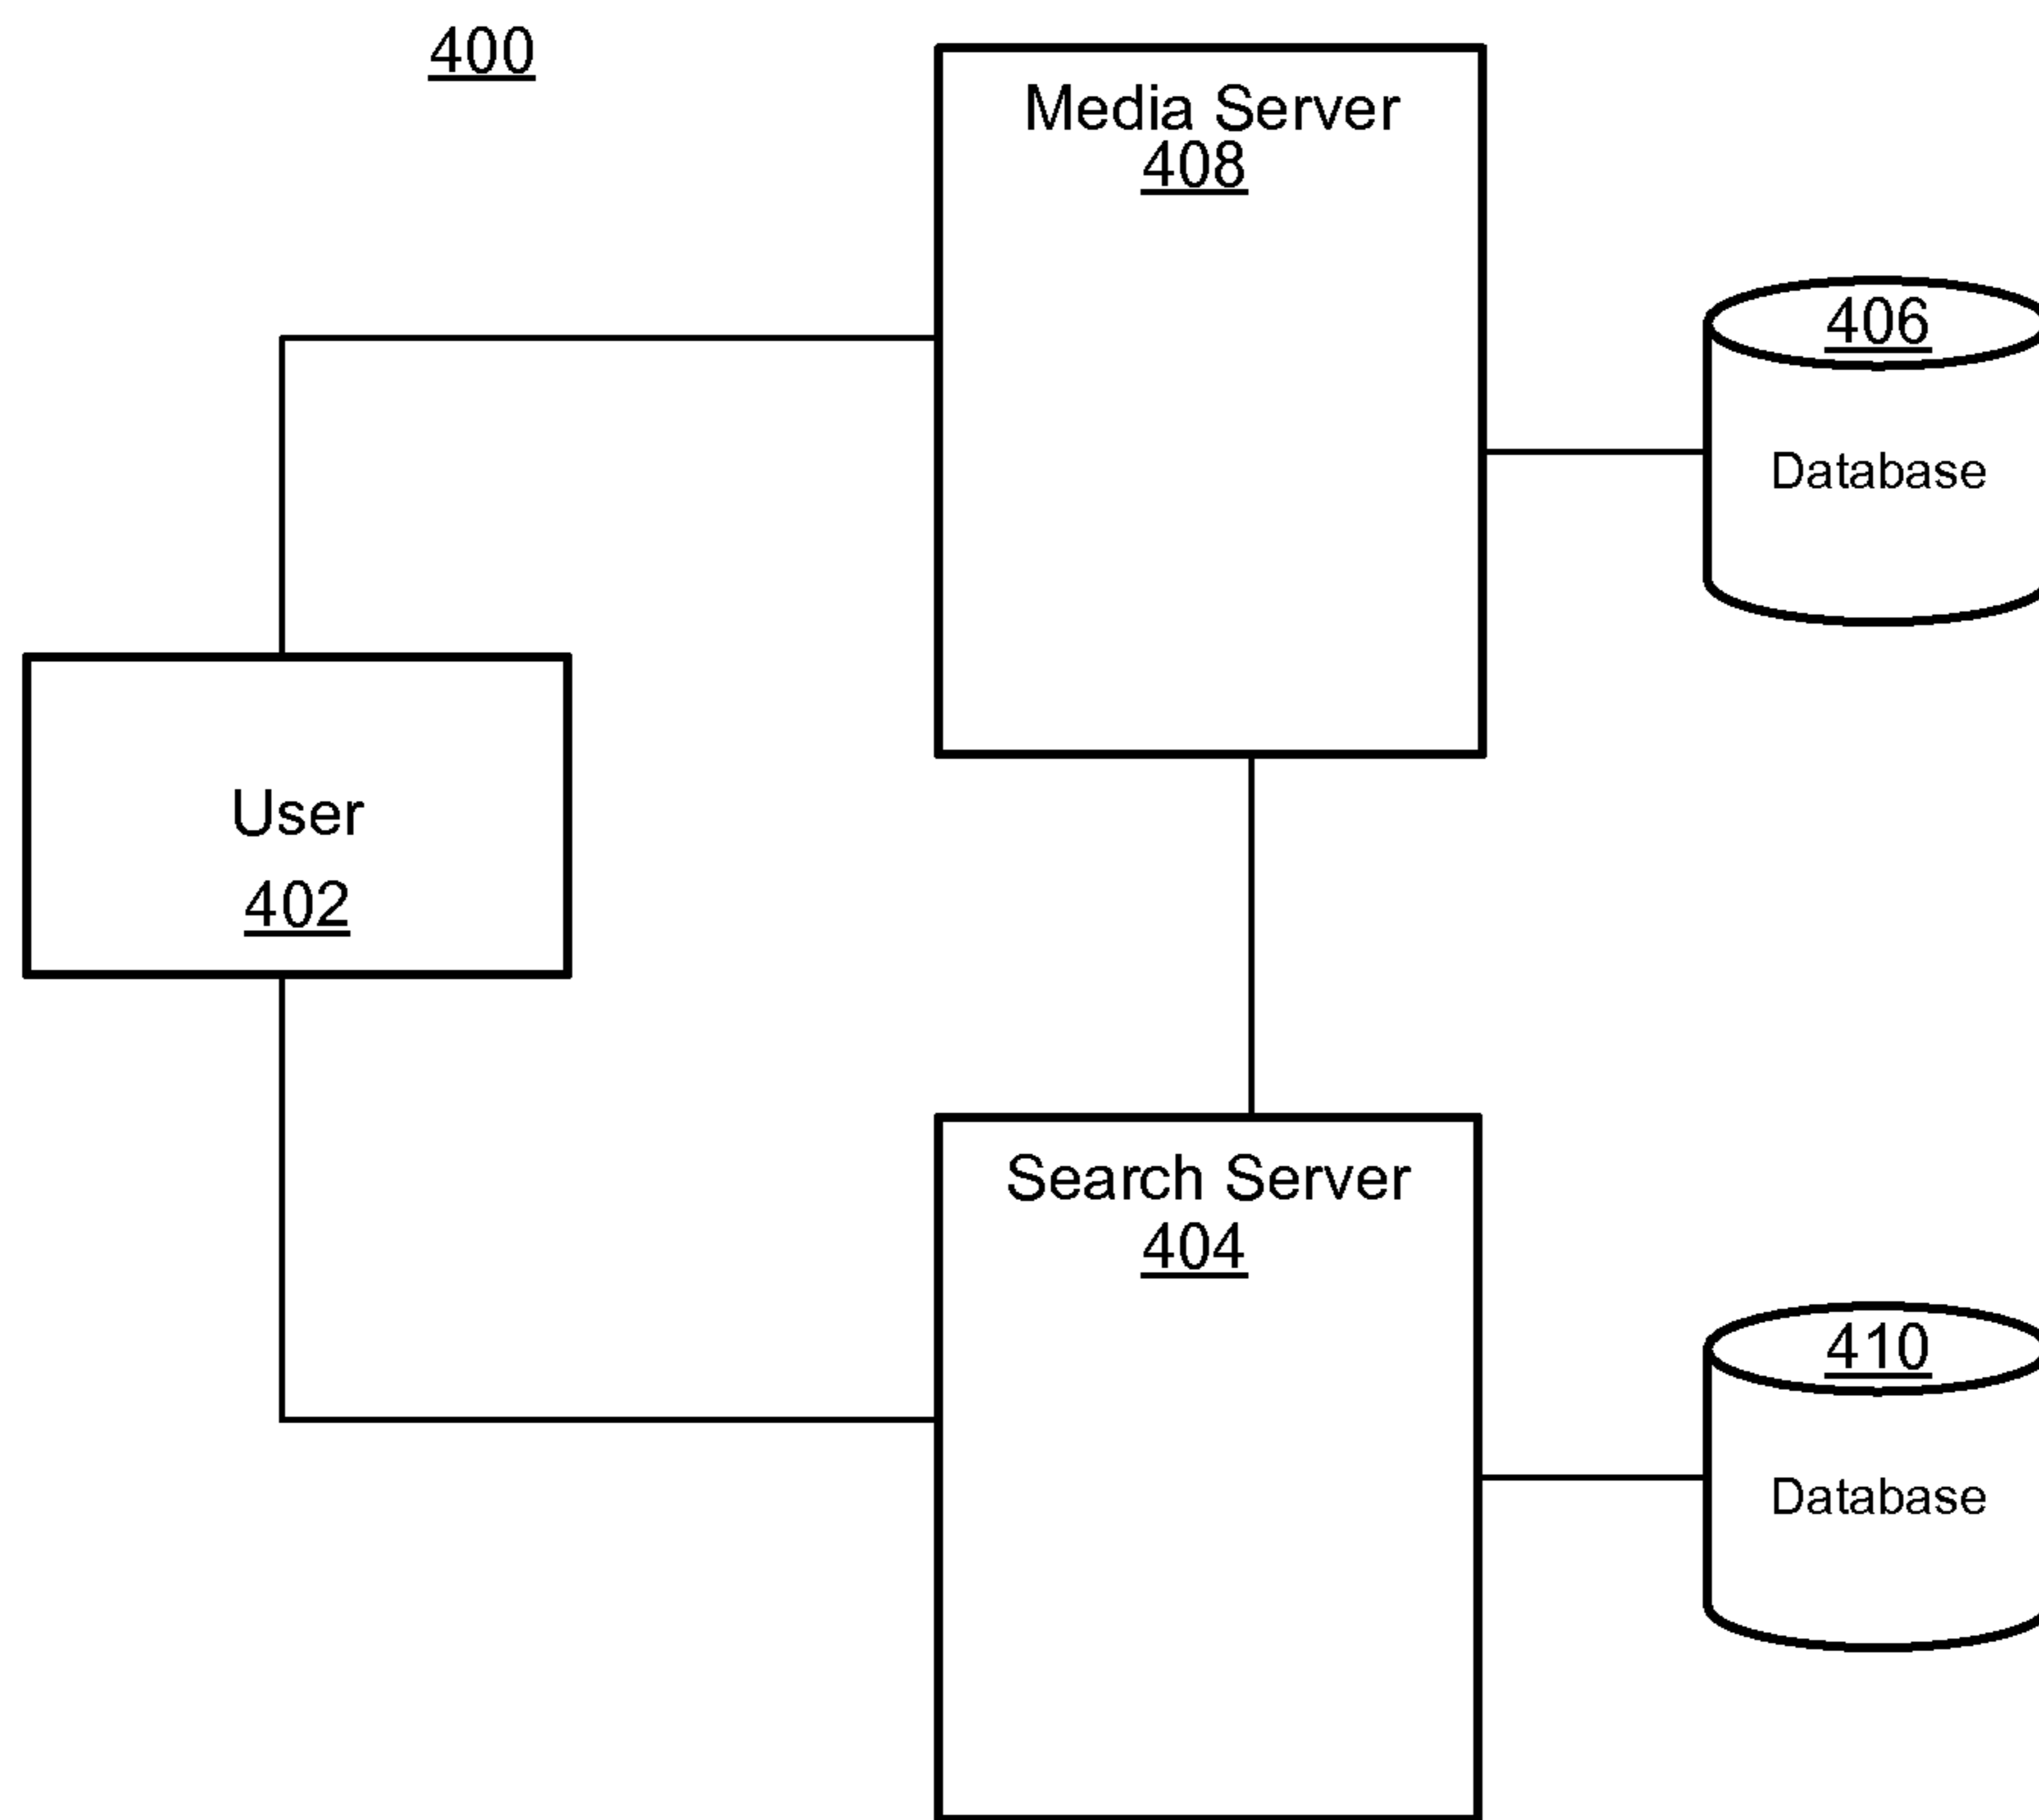 400
Media Server
408
406
Database
User
402
Search Server
404
410
Database